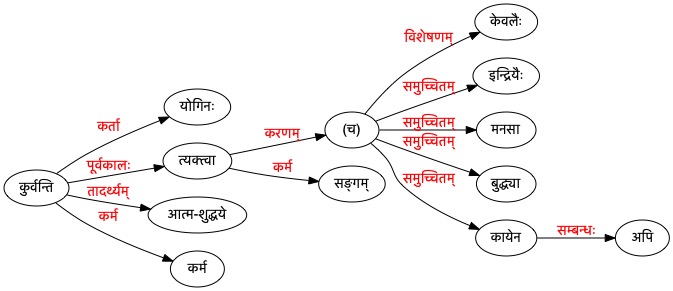 केवलैः
विशेषणम्
इन्द्रियैः
समुच्चितम्
योगिनः
कर्ता
(च)
समुच्चितम्
मनसा
करणम्
समुच्चितम्
पूर्वकालः
त्यक्त्वा
कुर्वन्ति
तादर्थ्यम्
कर्म
सङ्गम्
समुच्चितम्
बुद्ध्या
आत्म-शुद्धये
कर्म
कायेन
सम्बन्धः
अपि
कर्म